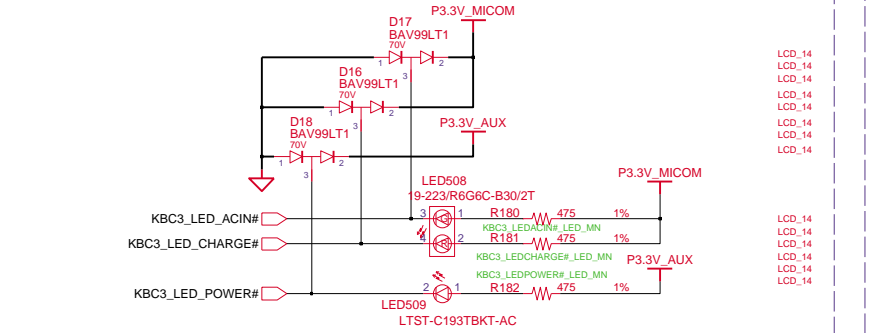 P3.3V_MICOM
D17
BAV99LT1
70V
1 2
3
D16
BAV99LT1
70V
1 2
3
D18
BAV99LT1
70V
1 2
3
P3.3V_AUX
LCD_14
LCD_14
LCD_14
LCD_14
LCD_14
LCD_14
LCD_14
LCD_14
LED508
19-223/R6G6C-B30/2T
P3.3V_MICOM
KBC3_LED_ACIN#
3 G 1
R180 475 1%
KBC3_LEDACIN#_LED_MN
KBC3_LED_CHARGE#
4 R 2
R181 475 1%
KBC3_LEDCHARGE#_LED_MN
P3.3V_AUX
KBC3_LEDPOWER#_LED_MN
KBC3_LED_POWER#
2 1
R182 475 1%
LED509
LTST-C193TBKT-AC
LCD_14
LCD_14
LCD_14
LCD_14
LCD_14
LCD_14